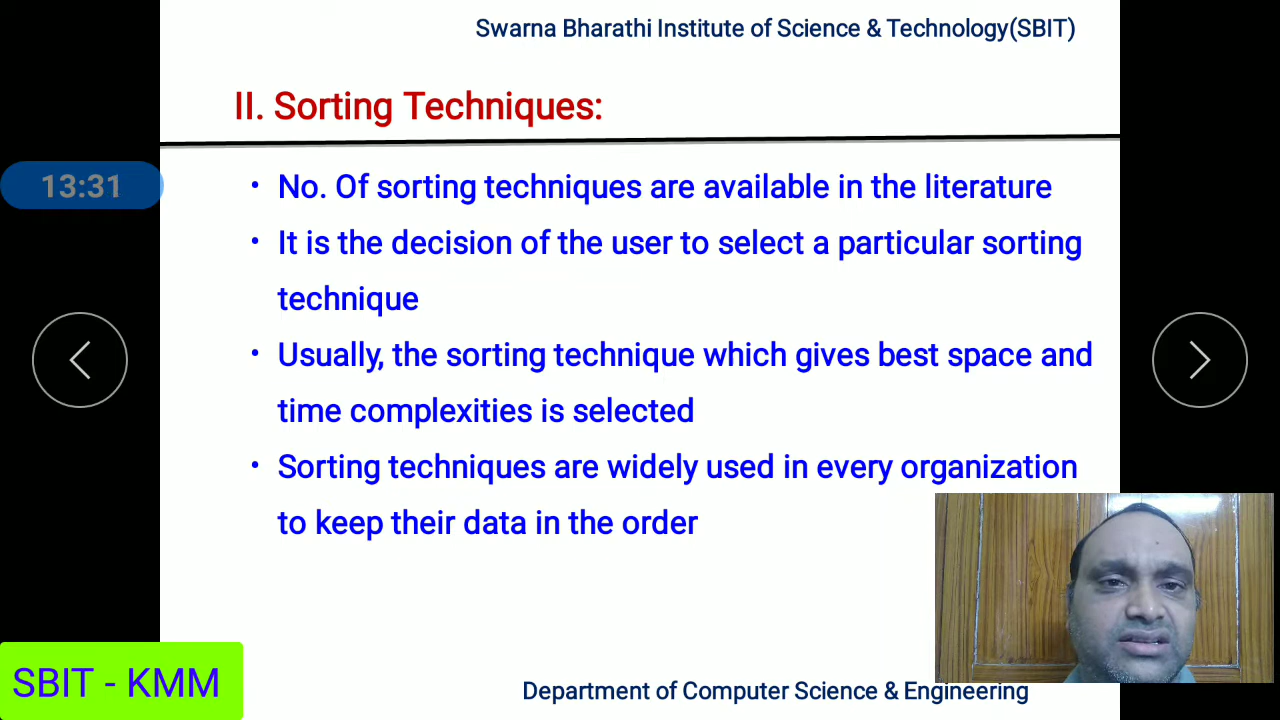 Swarna Bharathi Institute of Science & Technology(SBIT)
II. Sorting Techniques:
13:31
• No. Of sorting techniques are available in the literature
• It is the decision of the user to select a particular sorting
technique
• Usually, the sorting technique which gives best space and
time complexities is selected
• Sorting techniques are widely used in every organization
to keep their data in the order
SBIT - KMM
Department of Computer Science & Engineering